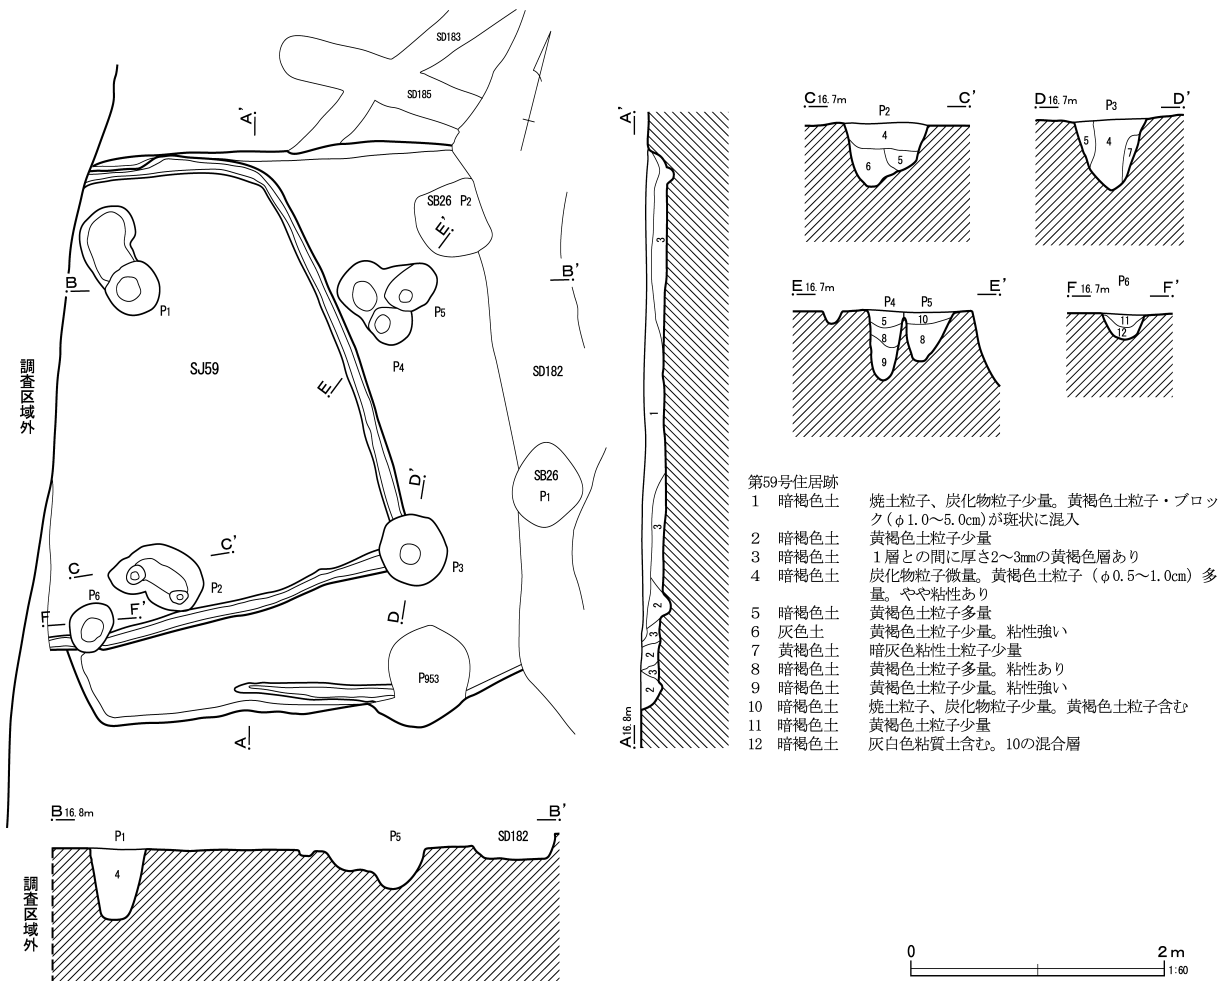 SD183
SD185
A'
SB26 P2
E'
B
B'
P1
P5
P4
SJ59
SD182
E
調査区域外
SB26
P1
D'
C'
C
P3
P2
P6
F
F'
D
P953
A
A'
3
1
3
2
3
2
3
2
A16.8m
C16.7m
C'
P2
4
6
5
D16.7m
D'
P3
5
4
7
E16.7m
E'
P4
P5
5
10
8
8
9
F16.7m
F'
P6
11
12
第59号住居跡
1 暗褐色土 焼土粒子、炭化物粒子少量。黄褐色土粒子・ブロッ
ク(φ1.0～5.0cm)が斑状に混入
2 暗褐色土 黄褐色土粒子少量
3 暗褐色土 1層との間に厚さ2～3mmの黄褐色層あり
4 暗褐色土 炭化物粒子微量。黄褐色土粒子（φ0.5～1.0cm）多
量。やや粘性あり
5 暗褐色土 黄褐色土粒子多量
6 灰色土 黄褐色土粒子少量。粘性強い
7 黄褐色土 暗灰色粘性土粒子少量
8 暗褐色土 黄褐色土粒子多量。粘性あり
9 暗褐色土 黄褐色土粒子少量。粘性強い
10 暗褐色土 焼土粒子、炭化物粒子少量。黄褐色土粒子含む
11 暗褐色土 黄褐色土粒子少量
12 暗褐色土 灰白色粘質土含む。10の混合層
B16.8m
B'
P1
P5
SD182
4
調査区域外
0
2m
1:60